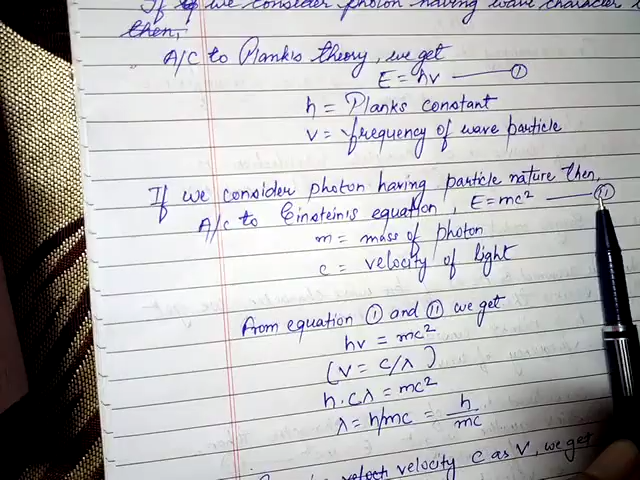 If we consider photon having wave character
then,
A/C to Planks theory, we get
E = hν —— ①
h = Planks constant
ν = frequency of wave particle
If we consider photon having particle nature then,
A/c to Einstein's equation, E = mc² —— ⑪
m = mass of photon
c = velocity of light
From equation ① and ⑪ we get
hν = mc²
(ν = c/λ)
h · cλ = mc²
λ = h/mc = h/mc
velocity c as V, we get